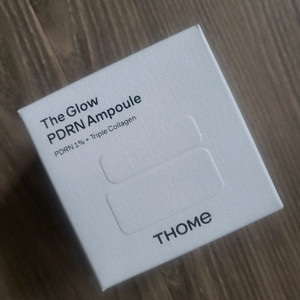 The Glow
PDRN Ampoule
PDRN 1% + Triple Collagen
THOME